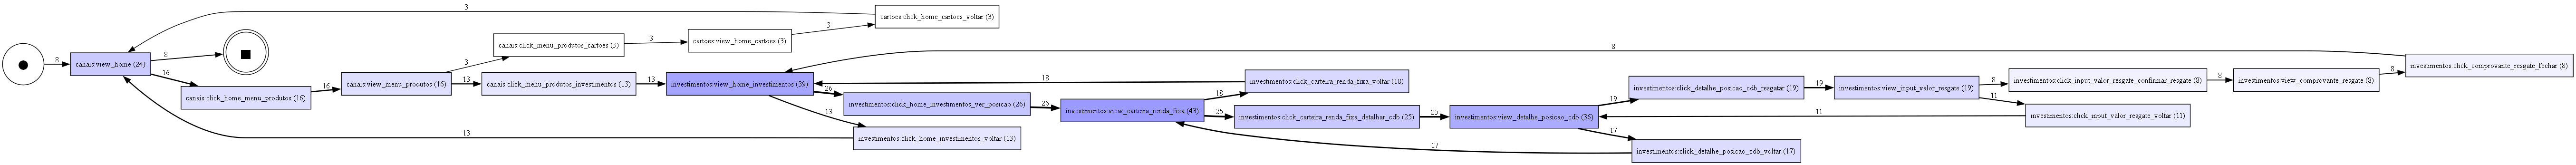 3
cartoes:click_home_cartoes_voltar (3)
3
canais:click_menu_produtos_cartoes (3)
3
cartoes:view_home_cartoes (3)
8
canais:view_home (24)
8
16
canais:click_home_menu_produtos (16)
16
canais:view_menu_produtos (16)
3
13
canais:click_menu_produtos_investimentos (13)
13
investimentos:view_home_investimentos (39)
8
18
26
13
investimentos:click_home_investimentos_ver_posicao (26)
26
investimentos:click_home_investimentos_voltar (13)
13
investimentos:view_carteira_renda_fixa (43)
18
25
investimentos:click_carteira_renda_fixa_voltar (18)
investimentos:click_carteira_renda_fixa_detalhar_cdb (25)
25
investimentos:view_detalhe_posicao_cdb (36)
19
17
investimentos:click_detalhe_posicao_cdb_resgatar (19)
19
investimentos:view_input_valor_resgate (19)
8
11
investimentos:click_input_valor_resgate_confirmar_resgate (8)
8
investimentos:view_comprovante_resgate (8)
8
investimentos:click_comprovante_resgate_fechar (8)
11
investimentos:click_input_valor_resgate_voltar (11)
17
investimentos:click_detalhe_posicao_cdb_voltar (17)